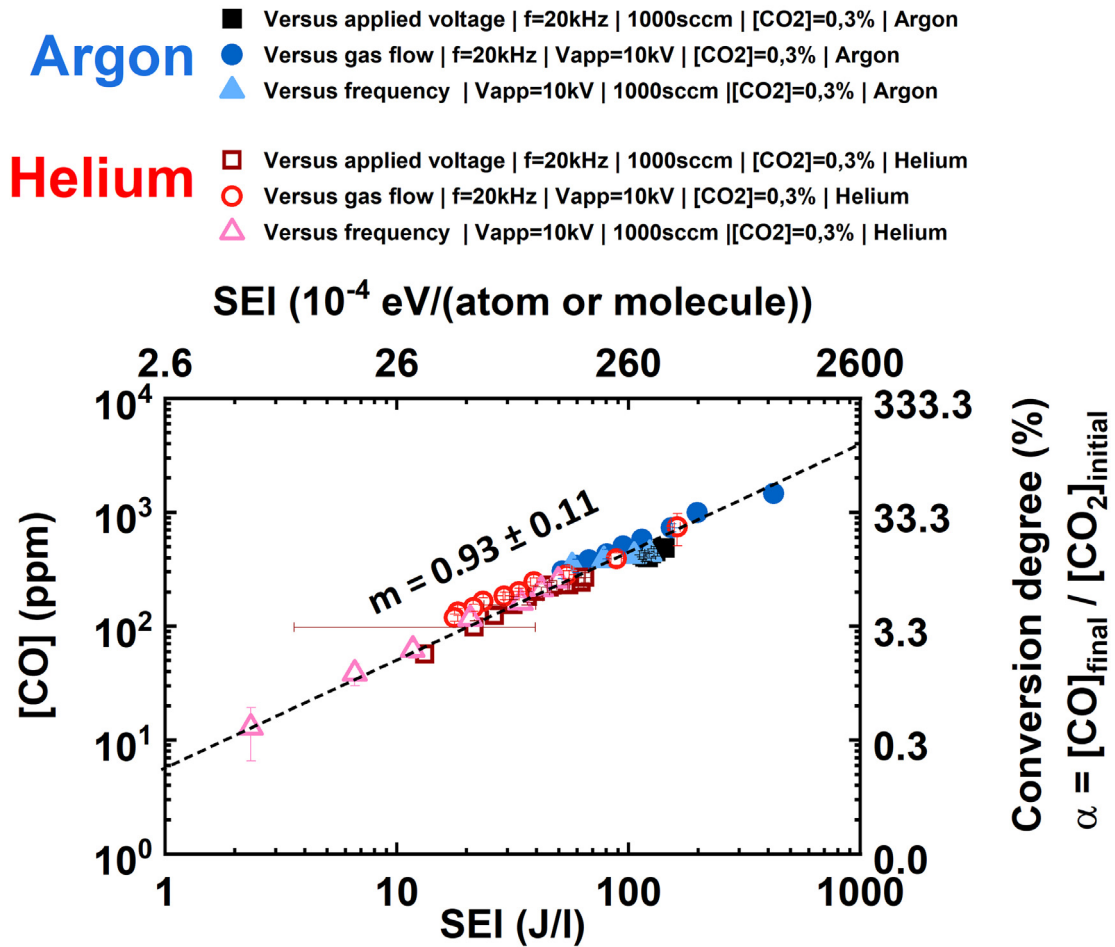 Argon
Versus applied voltage | f=20kHz | 1000sccm | [CO2]=0,3% | Argon
Versus gas flow | f=20kHz | Vapp=10kV | [CO2]=0,3% | Argon
Versus frequency | Vapp=10kV | 1000sccm |[CO2]=0,3% | Argon
Helium
Versus applied voltage | f=20kHz | 1000sccm | [CO2]=0,3% | Helium
Versus gas flow | f=20kHz | Vapp=10kV | [CO2]=0,3% | Helium
Versus frequency | Vapp=10kV | 1000sccm |[CO2]=0,3% | Helium
SEI (10⁻⁴ eV/(atom or molecule))
2.6 26 260 2600
10⁴
10³
10²
10¹
10⁰
[CO] (ppm)
m = 0.93 ± 0.11
333.3
33.3
3.3
0.3
0.0
Conversion degree (%)
α = [CO]final / [CO₂]initial
1 10 100 1000
SEI (J/l)